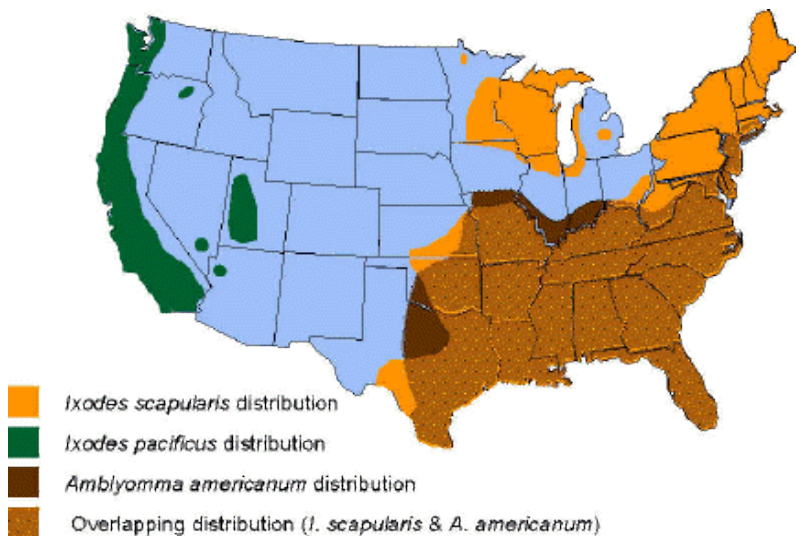 Ixodes scapularis distribution
Ixodes pacificus distribution
Amblyomma americanum distribution
Overlapping distribution (I. scapularis & A. americanum)